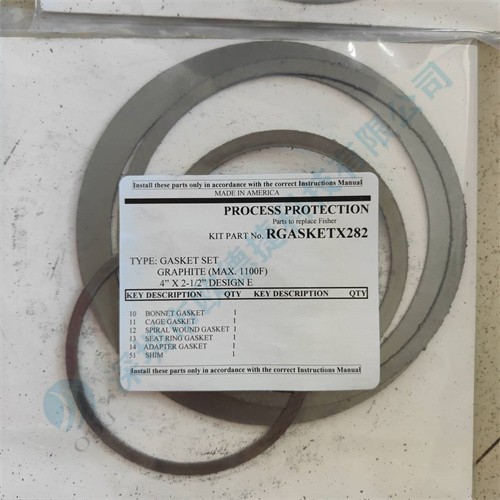 Install these parts only in accordance with the correct Instructions Manual
MADE IN AMERICA
PROCESS PROTECTION
Parts to replace Fisher
KIT PART No. RGASKETX282
TYPE: GASKET SET
GRAPHITE (MAX. 1100F)
4" X 2-1/2" DESIGN E
KEY DESCRIPTION QTY KEY DESCRIPTION QTY
10 BONNET GASKET 1
11 CAGE GASKET 1
12 SPIRAL WOUND GASKET 1
13 SEAT RING GASKET 1
14 ADAPTER GASKET 1
51 SHIM 1
Install these parts only in accordance with the correct Instructions Manual
有限公司